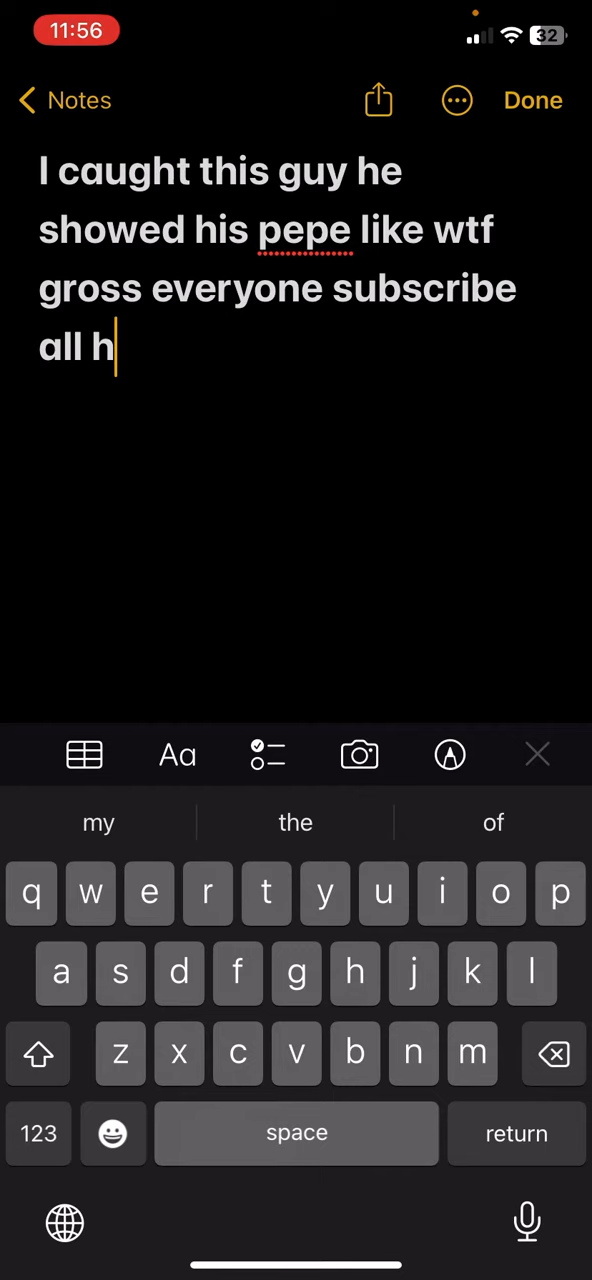 11:56
32
Notes
Done
I caught this guy he
showed his pepe like wtf
gross everyone subscribe
all h
Aa
my the of
q w e r t y u i o p
a s d f g h j k l
z x c v b n m
123 space return